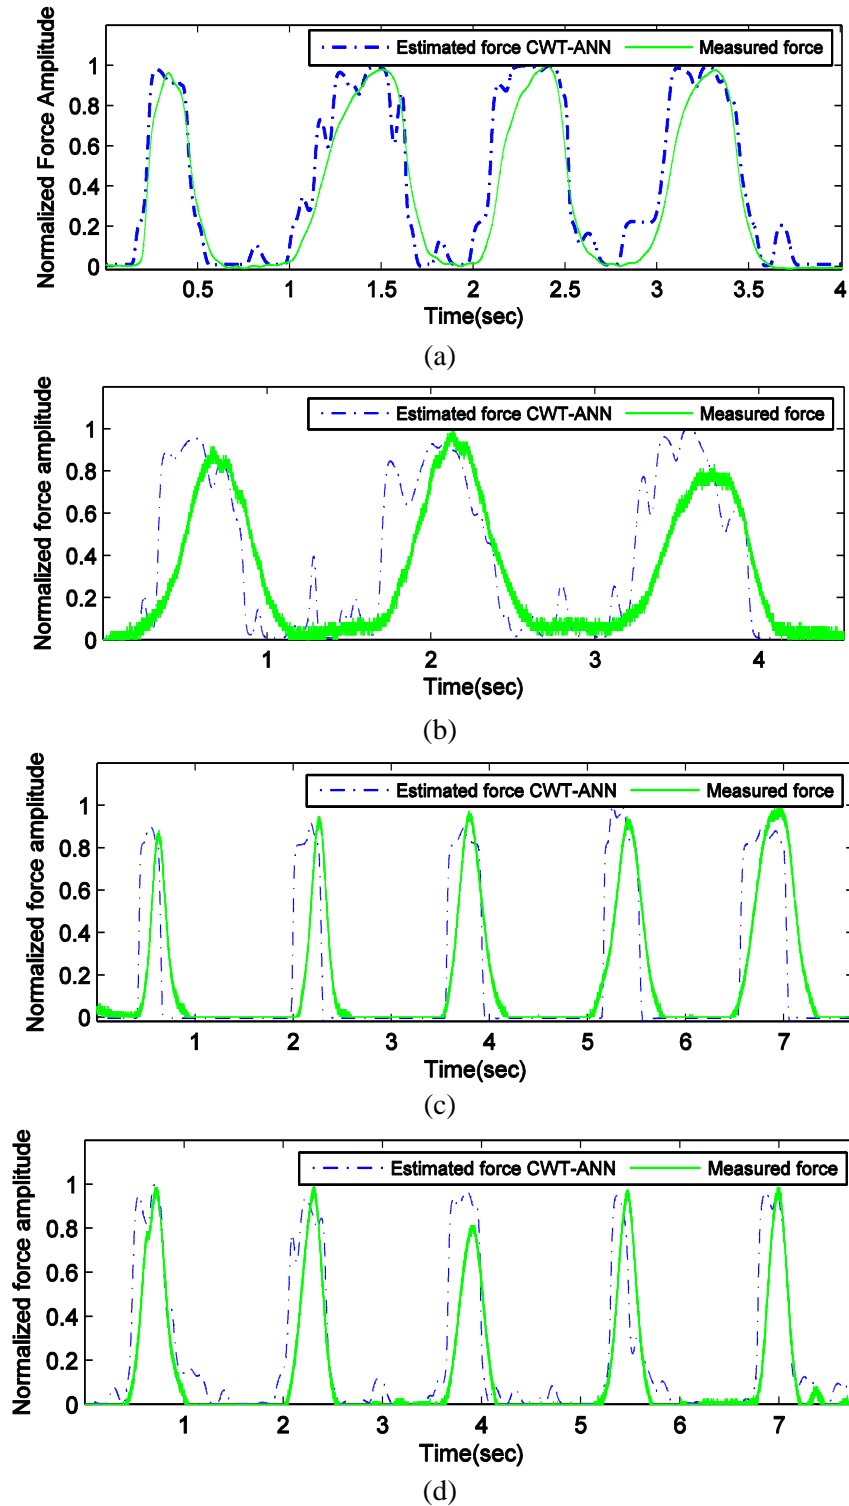 Estimated force CWT-ANN Measured force
Normalized Force Amplitude
1
0.8
0.6
0.4
0.2
0
0.5 1 1.5 2 2.5 3 3.5 4
Time(sec)
(a)
Estimated force CWT-ANN Measured force
Normalized force amplitude
1
0.8
0.6
0.4
0.2
0
1 2 3 4
Time(sec)
(b)
Estimated force CWT-ANN Measured force
Normalized force amplitude
1
0.8
0.6
0.4
0.2
0
1 2 3 4 5 6 7
Time(sec)
(c)
Estimated force CWT-ANN Measured force
Normalized force amplitude
1
0.8
0.6
0.4
0.2
0
1 2 3 4 5 6 7
Time(sec)
(d)